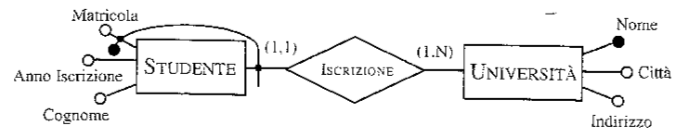 Matricola
Nome
(1,1)
(1.N)
STUDENTE
ISCRIZIONE
UNIVERSITÀ
Città
Anno Iscrizione
Cognome
Indirizzo